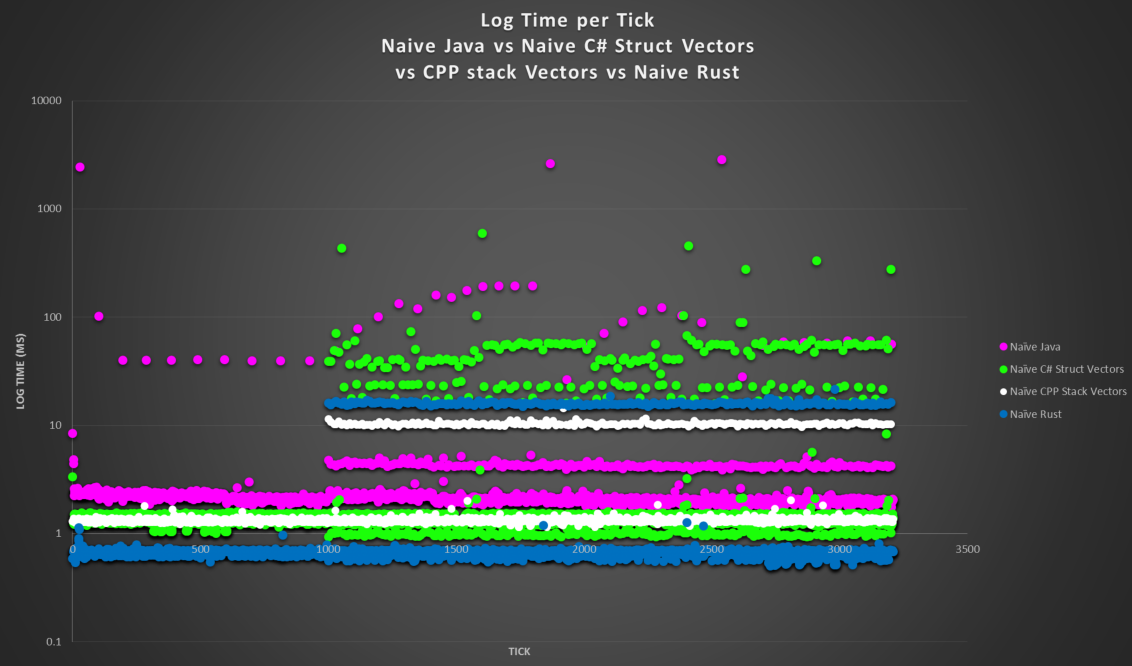 Log Time per Tick
Naive Java vs Naive C# Struct Vectors
vs CPP stack Vectors vs Naive Rust
10000
1000
100
10
1
0.1
LOG TIME (MS)
0
500
1000
1500
2000
2500
3000
3500
TICK
Naïve Java
Naïve C# Struct Vectors
Naïve CPP Stack Vectors
Naïve Rust